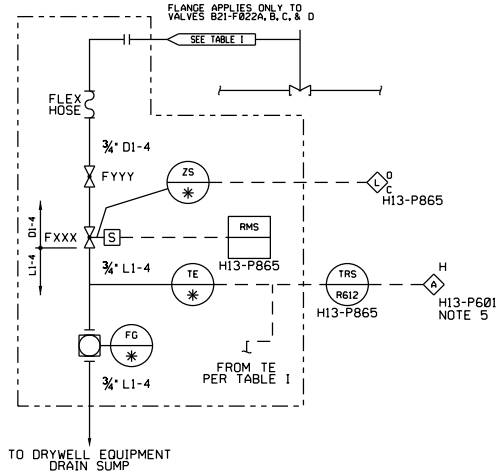 FLANGE APPLIES ONLY TO
VALVES B21-F022A, B, C, & D
SEE TABLE I
FLEX
HOSE
3/4" D1-4
FYYY
ZS
*
L
O
C
H13-P865
D1-4
L1-4
FXXX
S
RMS
H13-P865
3/4" L1-4
TE
*
TRS
R612
H13-P865
H
A
H13-P601
NOTE 5
FG
*
FROM TE
PER TABLE I
3/4" L1-4
TO DRYWELL EQUIPMENT
DRAIN SUMP